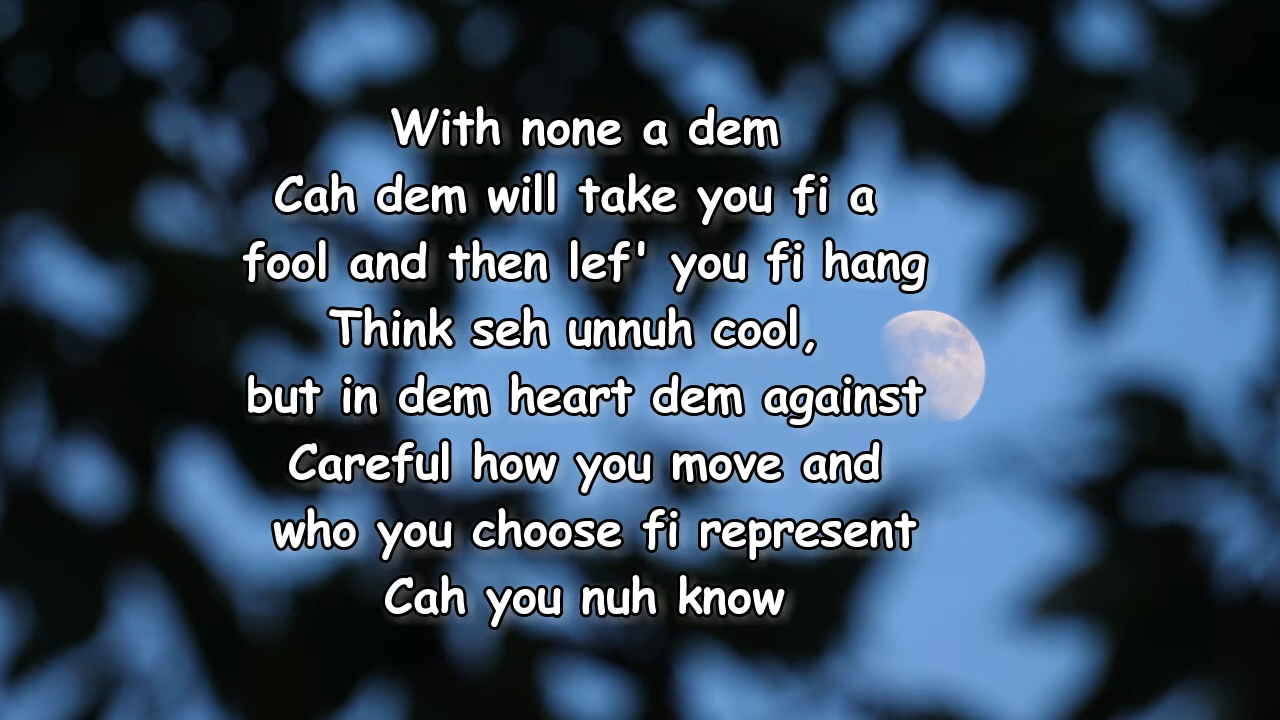 With none a dem
Cah dem will take you fi a
fool and then lef' you fi hang
Think seh unnuh cool,
but in dem heart dem against
Careful how you move and
who you choose fi represent
Cah you nuh know